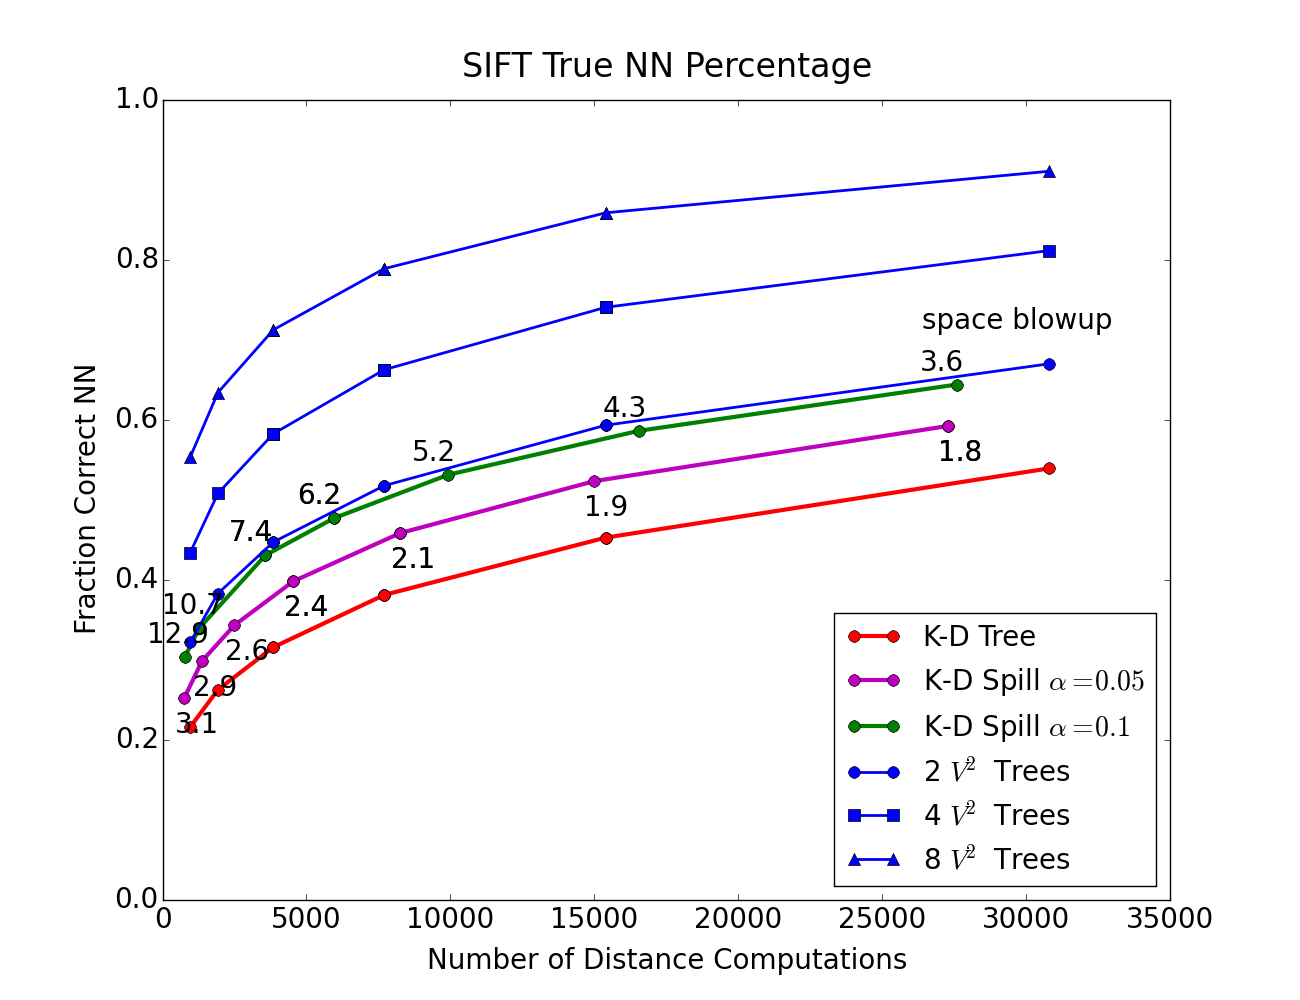 SIFT True NN Percentage
1.0
0.8
0.6
0.4
0.2
0.0
Fraction Correct NN
space blowup
3.6
4.3
5.2
6.2
7.4
10.7
12.9
1.8
1.9
2.1
2.4
2.6
2.9
3.1
K-D Tree
K-D Spill α=0.05
K-D Spill α=0.1
2 V² Trees
4 V² Trees
8 V² Trees
0 5000 10000 15000 20000 25000 30000 35000
Number of Distance Computations